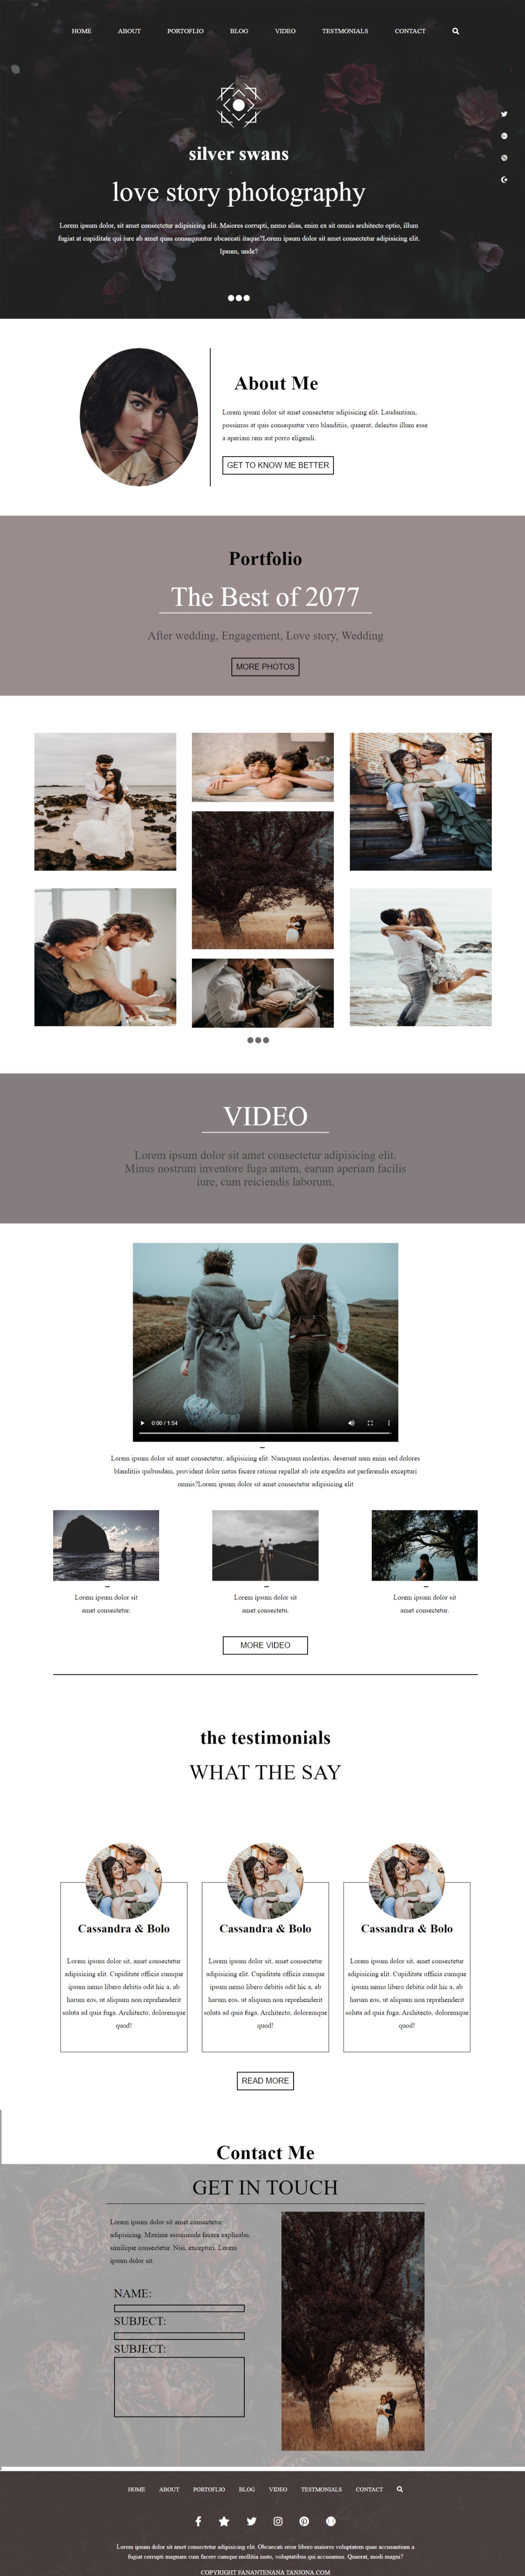 HOME ABOUT PORTOFLIO BLOG VIDEO TESTMONIALS CONTACT
silver swans
love story photography
Lorem ipsum dolor, sit amet consectetur adipisicing elit. Maiores corrupti, nemo alias, enim ex sit omnis architecto optio, illum
fugiat at cupiditate qui iure ab amet quas consequuntur obcaecati itaque?Lorem ipsum dolor sit amet consectetur adipisicing elit.
Ipsum, unde?
About Me
Lorem ipsum dolor sit amet consectetur adipisicing elit. Laudantium,
possimus at quis consequatur vero blanditiis, quaerat, delectus illum esse
a aperiam rem aut porro eligendi.
GET TO KNOW ME BETTER
Portfolio
The Best of 2077
After wedding, Engagement, Love story, Wedding
MORE PHOTOS
VIDEO
Lorem ipsum dolor sit amet consectetur adipisicing elit.
Minus nostrum inventore fuga autem, earum aperiam facilis
iure, cum reiciendis laborum,
0:00 / 1:54
Lorem ipsum dolor sit amet consectetur, adipisicing elit. Numquam molestias, deserunt nam enim sed dolores
blanditiis quibusdam, provident dolor natus facere ratione repellat ab iste expedita aut perferendis excepturi
omnis?Lorem ipsum dolor sit amet consectetur adipisicing elit
Lorem ipsum dolor sit
amet consectetur.
Lorem ipsum dolor sit
amet consectetu.
Lorem ipsum dolor sit
amet consectetur.
MORE VIDEO
the testimonials
WHAT THE SAY
Cassandra & Bolo
Lorem ipsum dolor sit, amet consectetur
adipisicing elit. Cupiditate officia cumque
ipsum nemo libero debitis odit hic a, ab
harum eos, ut aliquam non reprehenderit
soluta ad quia fuga. Architecto, doloremque
quod!
Cassandra & Bolo
Lorem ipsum dolor sit, amet consectetur
adipisicing elit. Cupiditate officia cumque
ipsum nemo libero debitis odit hic a, ab
harum eos, ut aliquam non reprehenderit
soluta ad quia fuga. Architecto, doloremque
quod!
Cassandra & Bolo
Lorem ipsum dolor sit, amet consectetur
adipisicing elit. Cupiditate officia cumque
ipsum nemo libero debitis odit hic a, ab
harum eos, ut aliquam non reprehenderit
soluta ad quia fuga. Architecto, doloremque
quod!
READ MORE
Contact Me
GET IN TOUCH
Lorem ipsum dolor sit amet consectetur
adipisicing. Maxime assumenda facere explicabo,
similique consectetur. Nisi, excepturi. Lorem
ipsum dolor sit.
NAME:
SUBJECT:
SUBJECT:
HOME ABOUT PORTOFLIO BLOG VIDEO TESTMONIALS CONTACT
Lorem ipsum dolor sit amet consectetur adipisicing elit. Obcaecati error libero maiores voluptatem quae accusantium a
fugiat corrupti magnam cum facere cumque mollitia iusto, voluptatibus qui accusamus. Quaerat, modi magni?
COPYRIGHT FANANTENANA TANJONA.COM